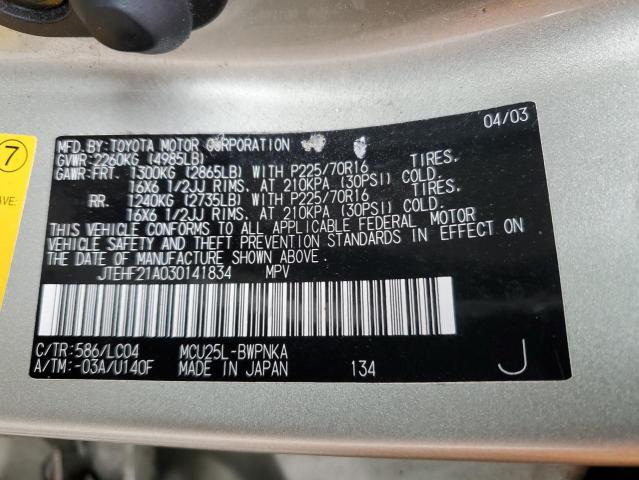 04/03
MFD.BY:TOYOTA MOTOR CORPORATION
GVWR:2260KG (4985LB)
GAWR:FRT. 1300KG (2865LB) WITH P225/70R16 TIRES.
16X6 1/2JJ RIMS. AT 210KPA (30PSI) COLD.
RR. 1240KG (2735LB) WITH P225/70R16 TIRES.
16X6 1/2JJ RIMS. AT 210KPA (30PSI) COLD.
THIS VEHICLE CONFORMS TO ALL APPLICABLE FEDERAL MOTOR
VEHICLE SAFETY AND THEFT PREVENTION STANDARDS IN EFFECT ON
THE DATE OF MANUFACTURE SHOWN ABOVE.
JTEHF21A030141834 MPV
C/TR:586/LC04 MCU25L-BWPNKA
A/TM:-03A/U140F MADE IN JAPAN 134 J
7
AVE: